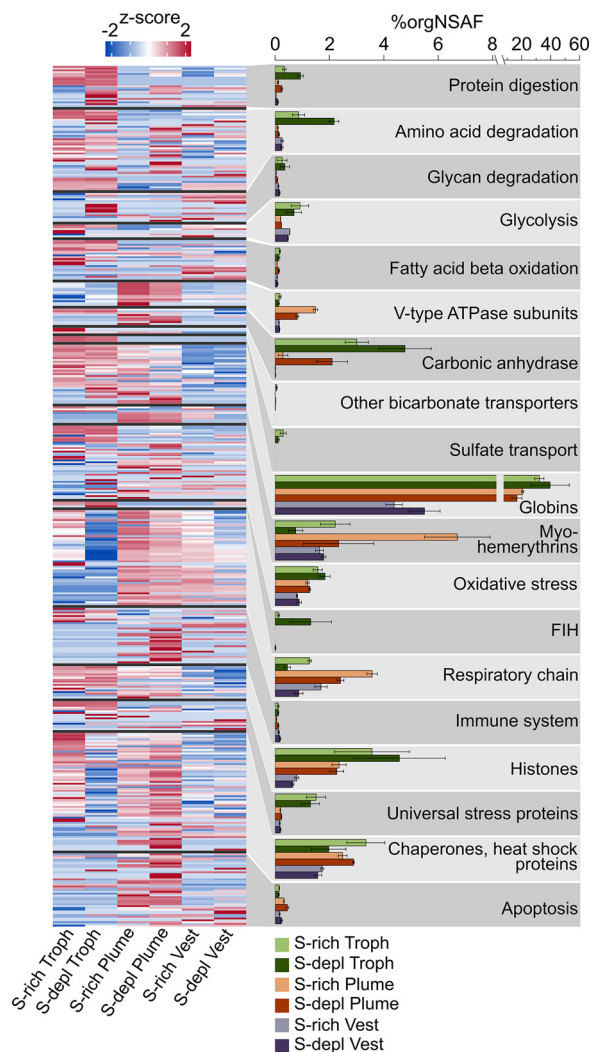 z-score
-2 2
%orgNSAF
0 2 4 6 8 20 40 60
Protein digestion
Amino acid degradation
Glycan degradation
Glycolysis
Fatty acid beta oxidation
V-type ATPase subunits
Carbonic anhydrase
Other bicarbonate transporters
Sulfate transport
Globins
Myo-
hemerythrins
Oxidative stress
FIH
Respiratory chain
Immune system
Histones
Universal stress proteins
Chaperones, heat shock
proteins
Apoptosis
S-rich Troph
S-depl Troph
S-rich Plume
S-depl Plume
S-rich Vest
S-depl Vest
S-rich Troph
S-depl Troph
S-rich Plume
S-depl Plume
S-rich Vest
S-depl Vest